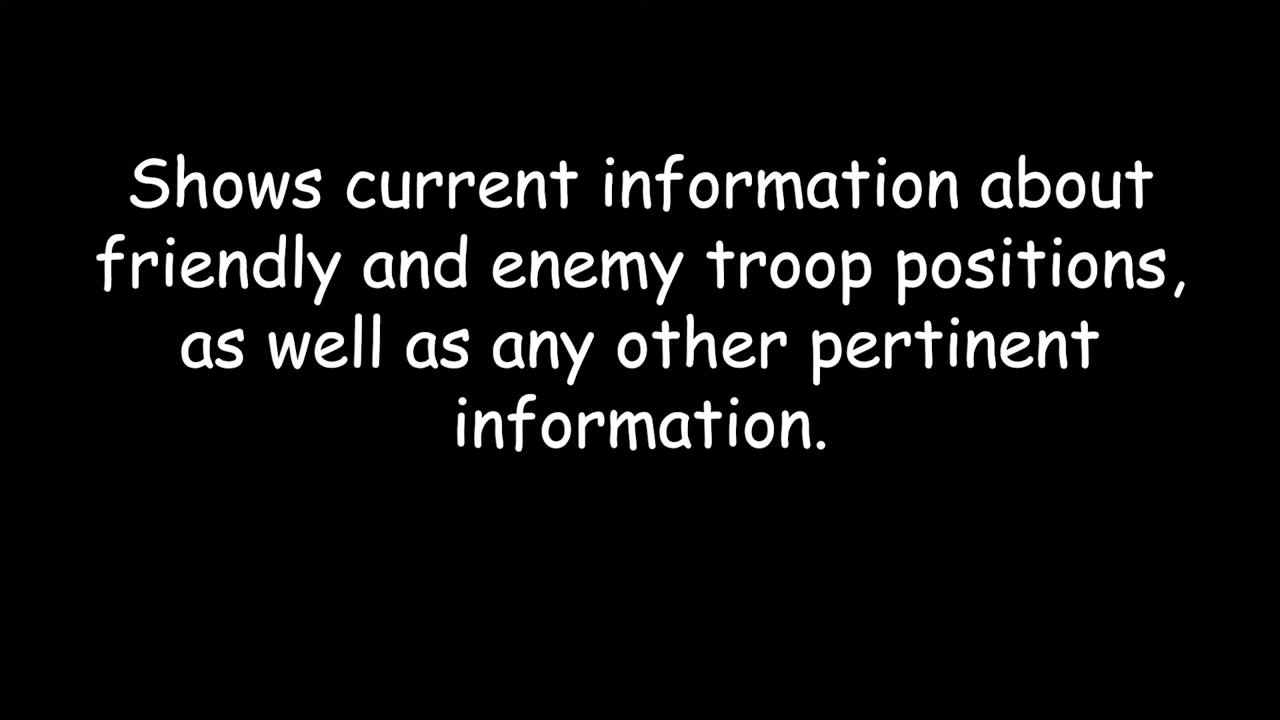 Shows current information about
friendly and enemy troop positions,
as well as any other pertinent
information.